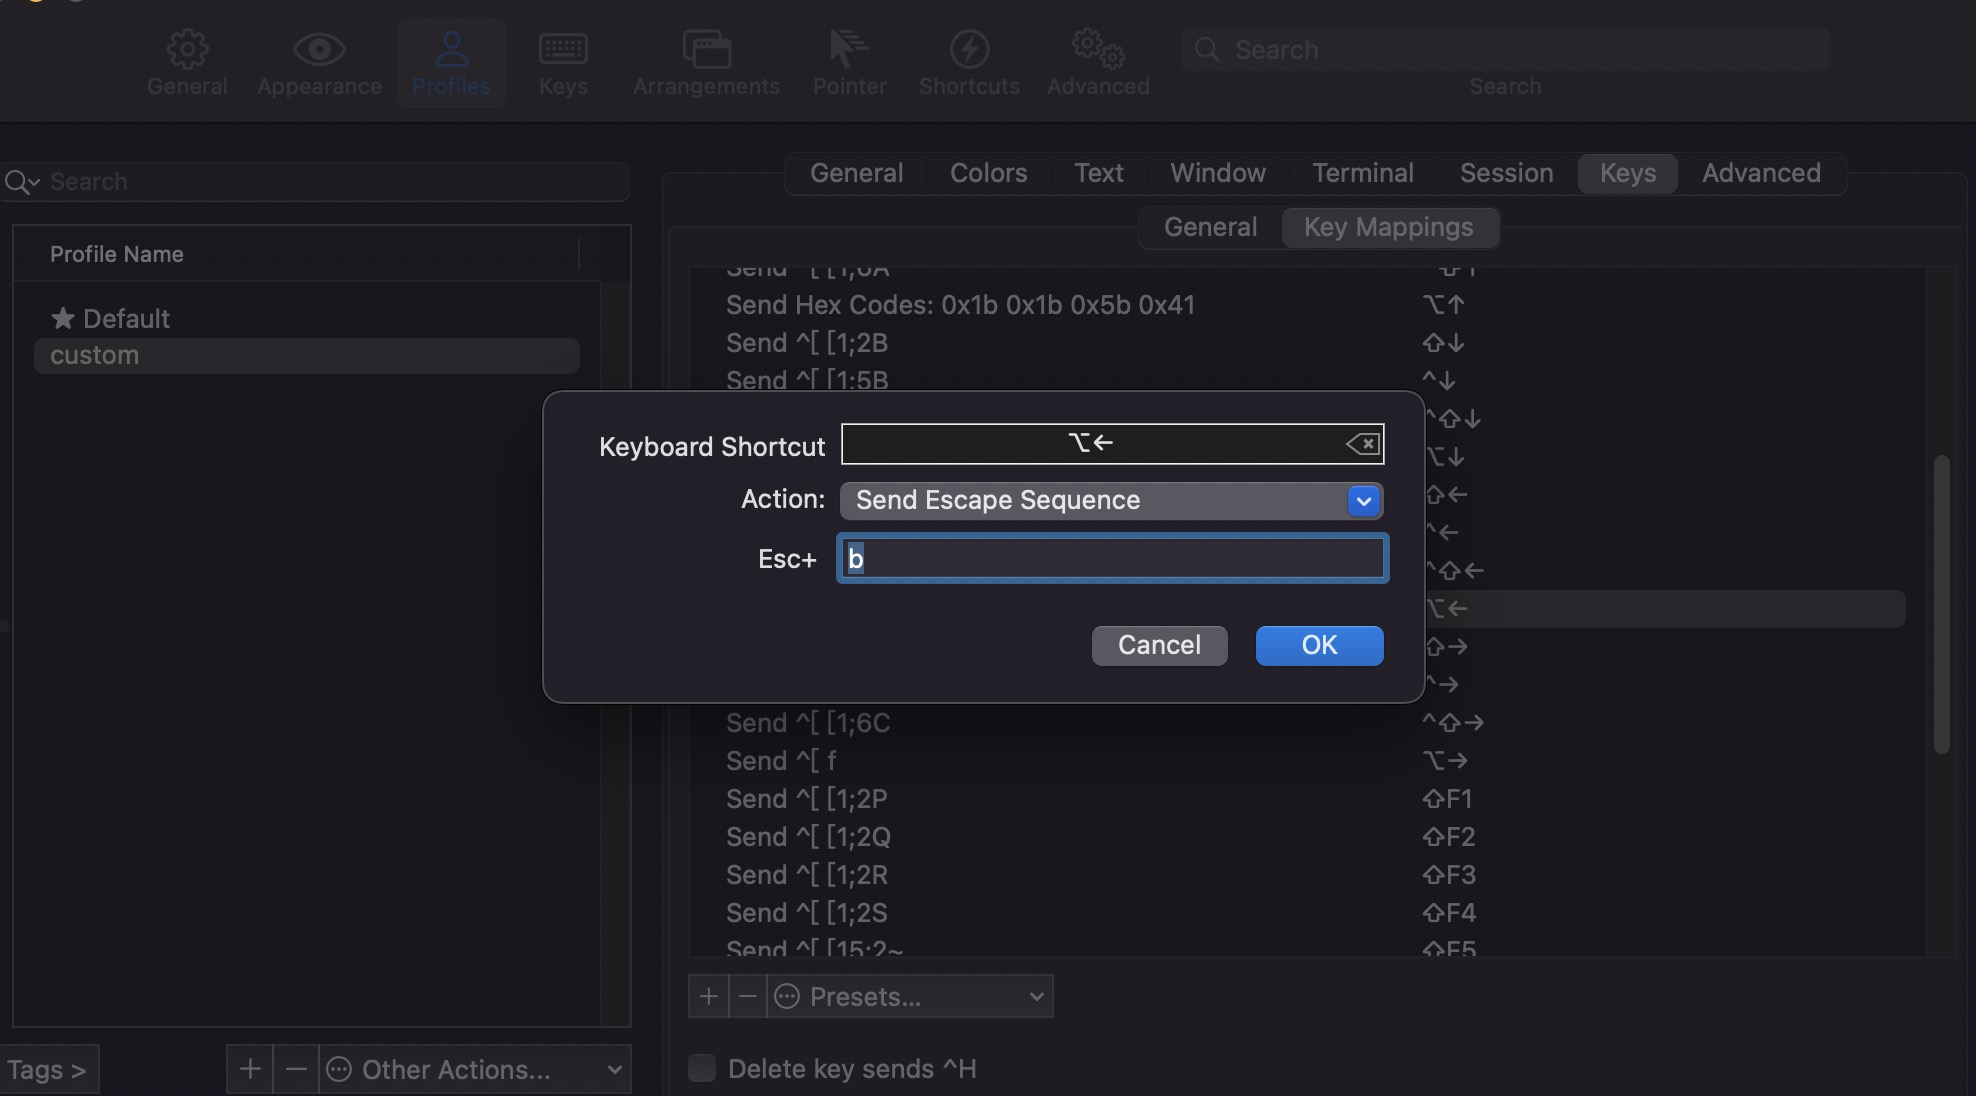 General
Appearance
Profiles
Keys
Arrangements
Pointer
Shortcuts
Advanced
Search
Search
Search
Profile Name
★ Default
custom
Tags >
Other Actions...
General
Colors
Text
Window
Terminal
Session
Keys
Advanced
General
Key Mappings
Send Hex Codes: 0x1b 0x1b 0x5b 0x41 ⌥↑
Send ^[ [1;2B ⇧↓
Send ^[ [1;5B ^↓
^⇧↓
⌥↓
⇧←
^←
^⇧←
⌥←
⇧→
^→
Send ^[ [1;6C ^⇧→
Send ^[ f ⌥→
Send ^[ [1;2P ⇧F1
Send ^[ [1;2Q ⇧F2
Send ^[ [1;2R ⇧F3
Send ^[ [1;2S ⇧F4
Send ^[ [15;2~ ⇧F5
Presets...
Delete key sends ^H
Keyboard Shortcut ⌥←
Action: Send Escape Sequence
Esc+ b
Cancel
OK